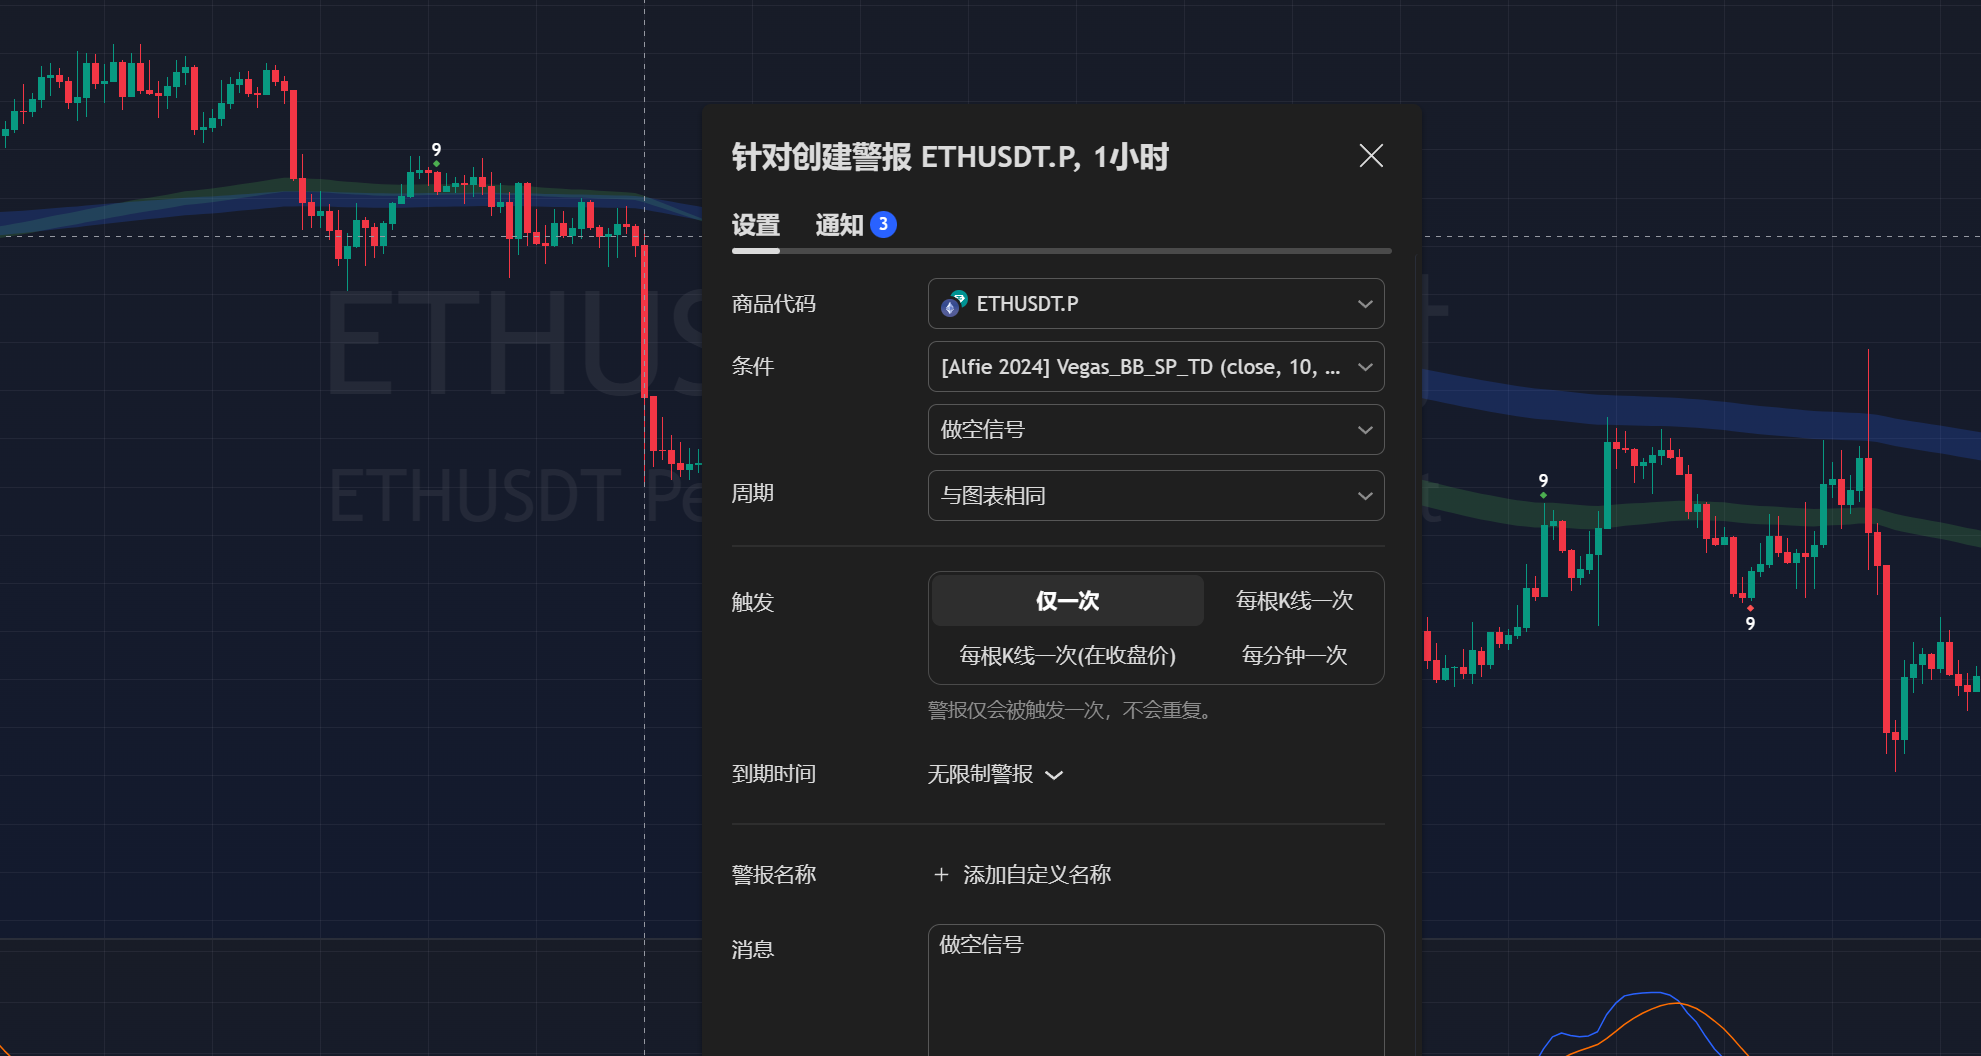 9
针对创建警报 ETHUSDT.P, 1小时
设置 通知 3
商品代码 ETHUSDT.P
条件 [Alfie 2024] Vegas_BB_SP_TD (close, 10, ...
做空信号
周期 与图表相同
触发 仅一次 每根K线一次
每根K线一次(在收盘价) 每分钟一次
警报仅会被触发一次，不会重复。
到期时间 无限制警报
警报名称 + 添加自定义名称
消息 做空信号
ETHUSDT
9
9